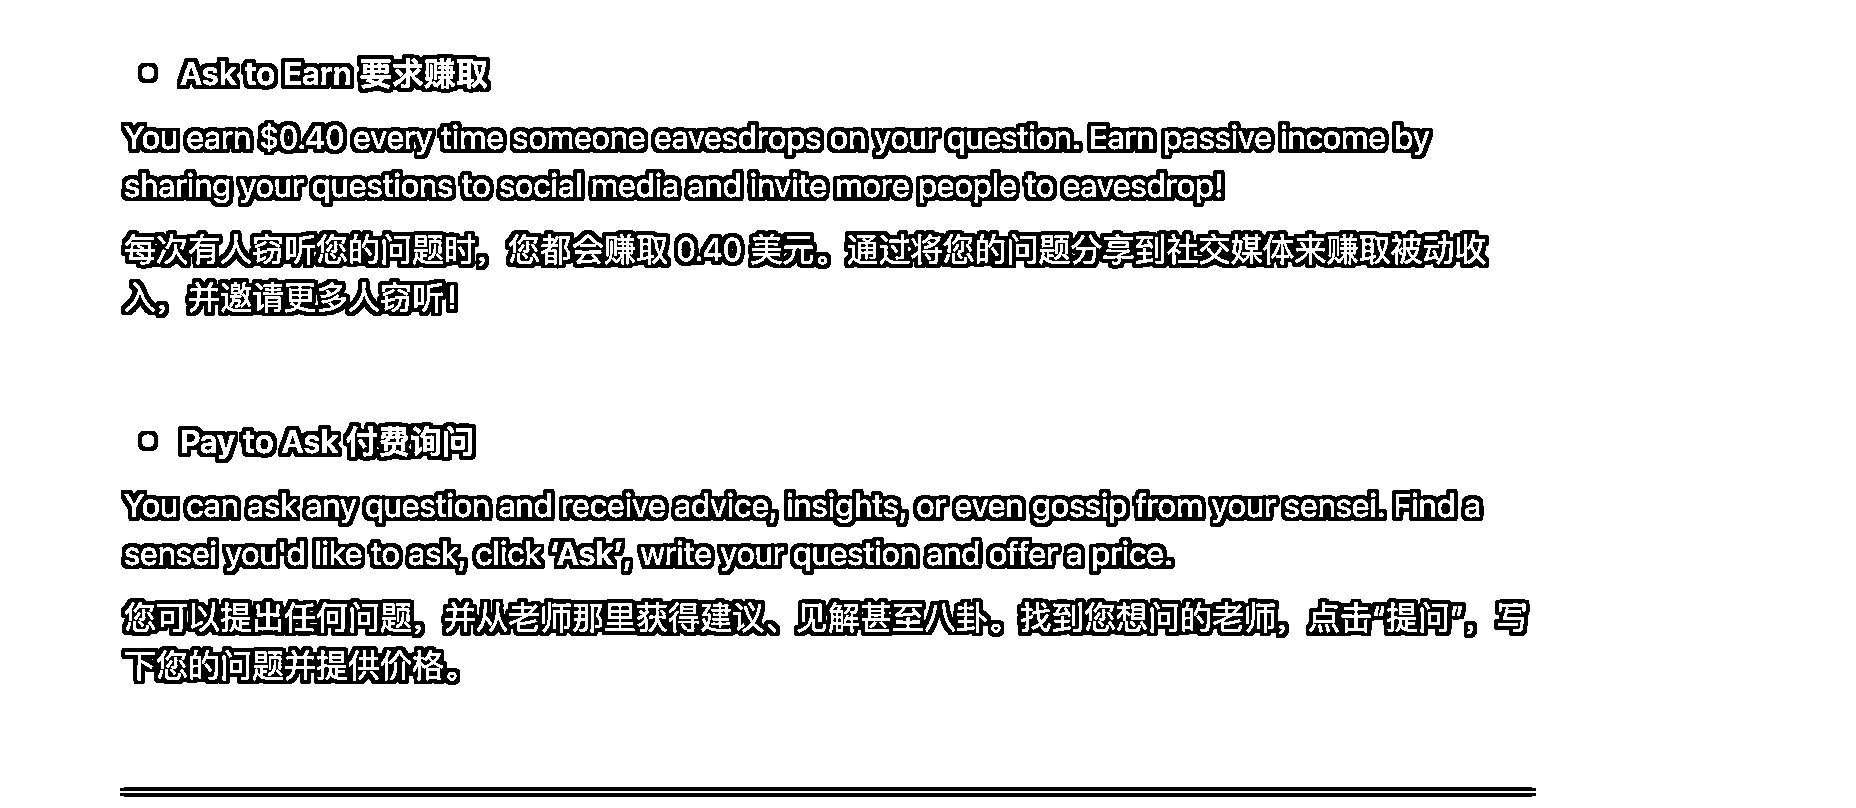 Ask to Earn 要求赚取
You earn $0.40 every time someone eavesdrops on your question. Earn passive income by
sharing your questions to social media and invite more people to eavesdrop!
每次有人窃听您的问题时，您都会赚取 0.40 美元。通过将您的问题分享到社交媒体来赚取被动收
入，并邀请更多人窃听！
Pay to Ask 付费询问
You can ask any question and receive advice, insights, or even gossip from your sensei. Find a
sensei you'd like to ask, click ‘Ask’, write your question and offer a price.
您可以提出任何问题，并从老师那里获得建议、见解甚至八卦。找到您想问的老师，点击“提问”，写
下您的问题并提供价格。